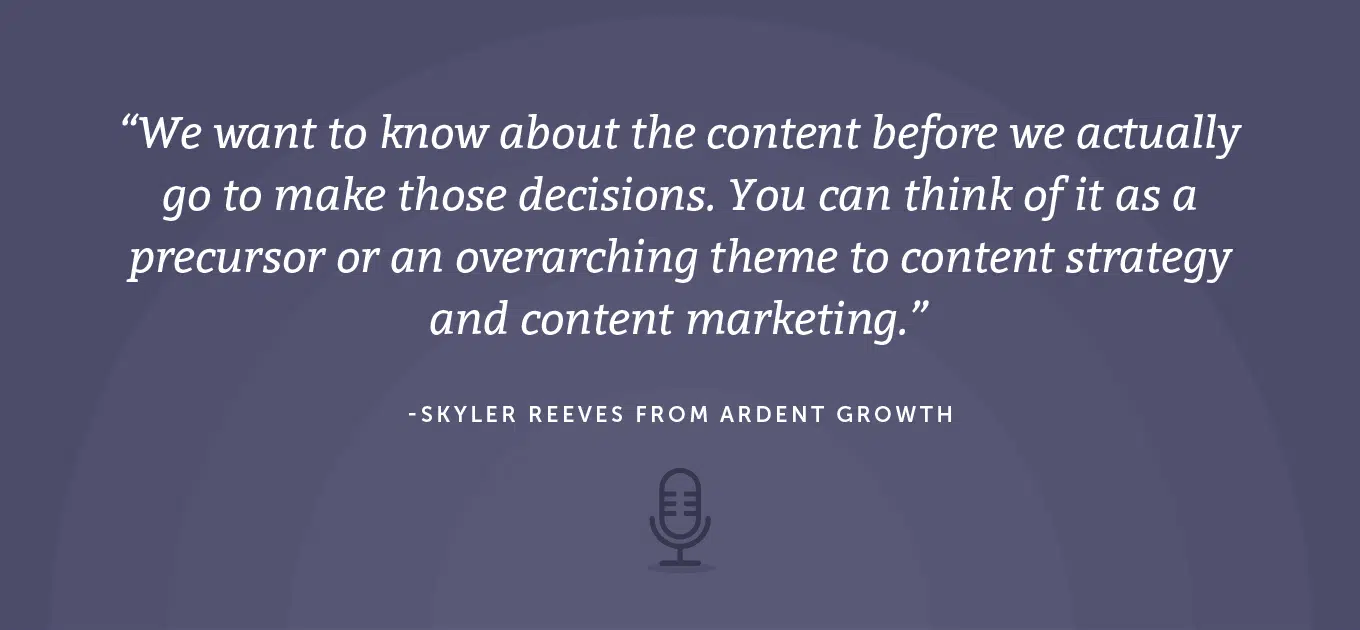 “We want to know about the content before we actually
go to make those decisions. You can think of it as a
precursor or an overarching theme to content strategy
and content marketing.”
-SKYLER REEVES FROM ARDENT GROWTH